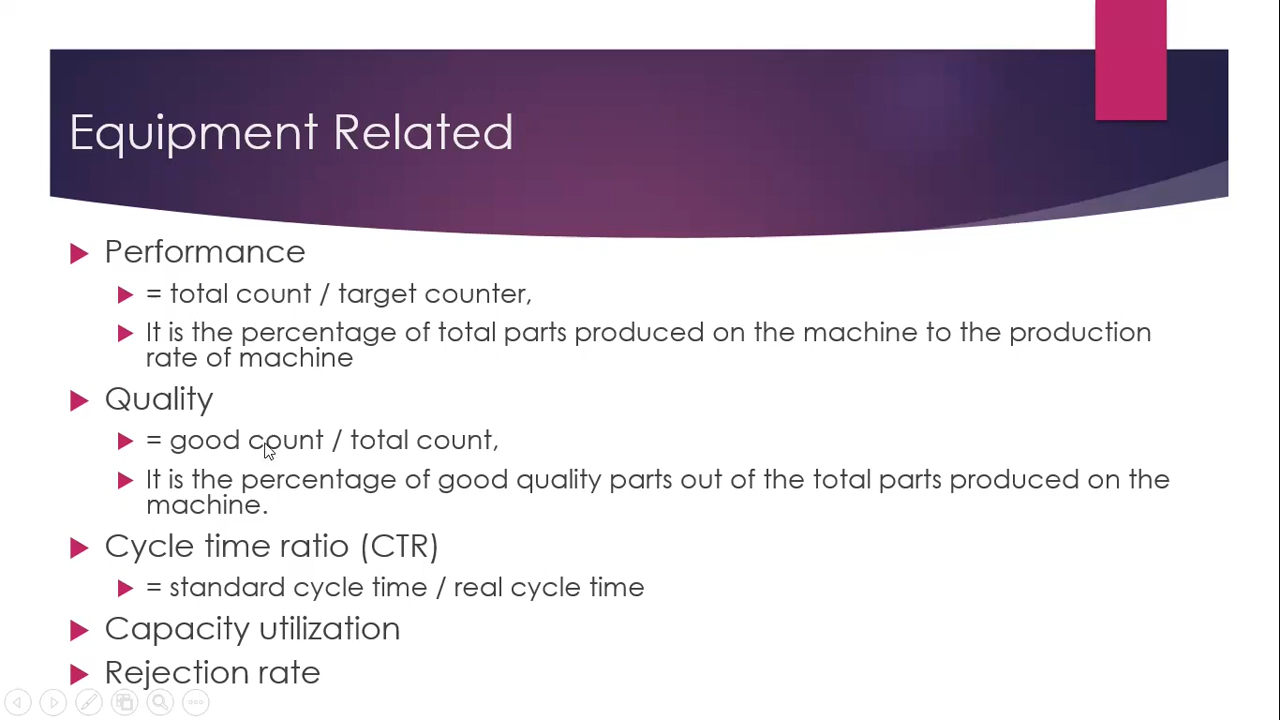 Equipment Related
Performance
= total count / target counter,
It is the percentage of total parts produced on the machine to the production
rate of machine
Quality
= good count / total count,
It is the percentage of good quality parts out of the total parts produced on the
machine.
Cycle time ratio (CTR)
= standard cycle time / real cycle time
Capacity utilization
Rejection rate